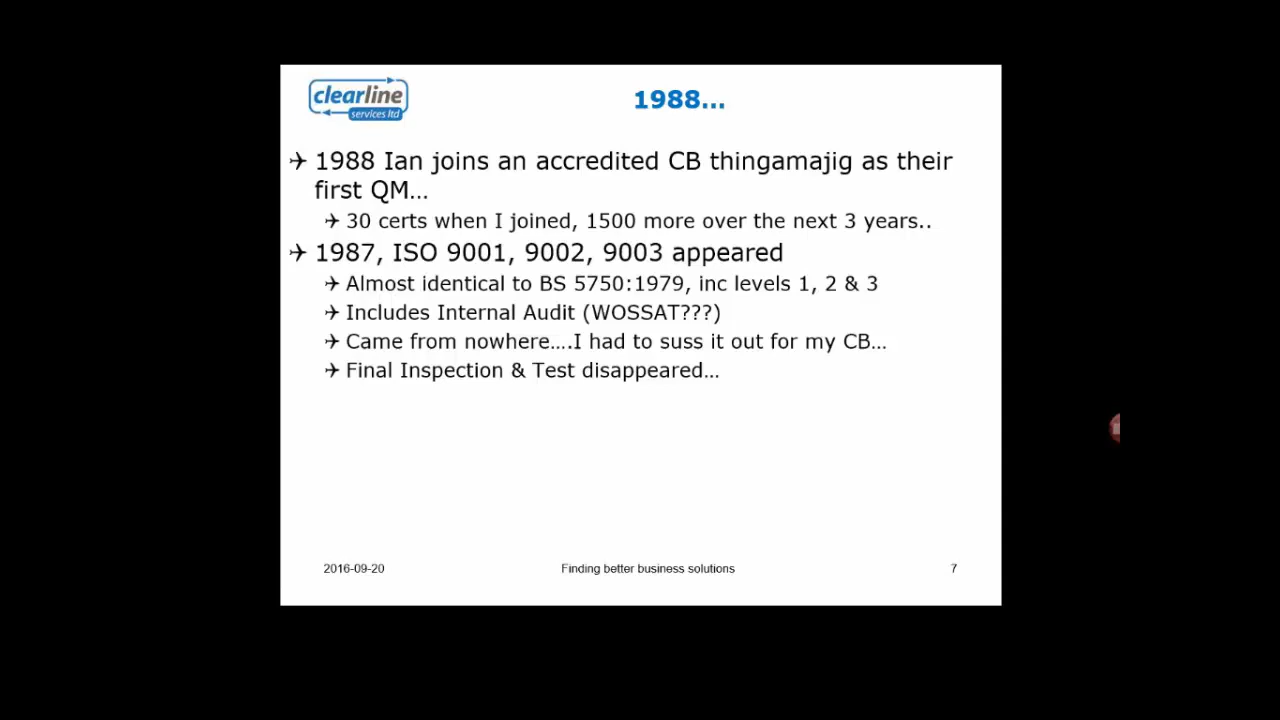 clearline
services ltd
1988...
1988 Ian joins an accredited CB thingamajig as their
first QM...
30 certs when I joined, 1500 more over the next 3 years..
1987, ISO 9001, 9002, 9003 appeared
Almost identical to BS 5750:1979, inc levels 1, 2 & 3
Includes Internal Audit (WOSSAT???)
Came from nowhere....I had to suss it out for my CB...
Final Inspection & Test disappeared...
2016-09-20
Finding better business solutions
7